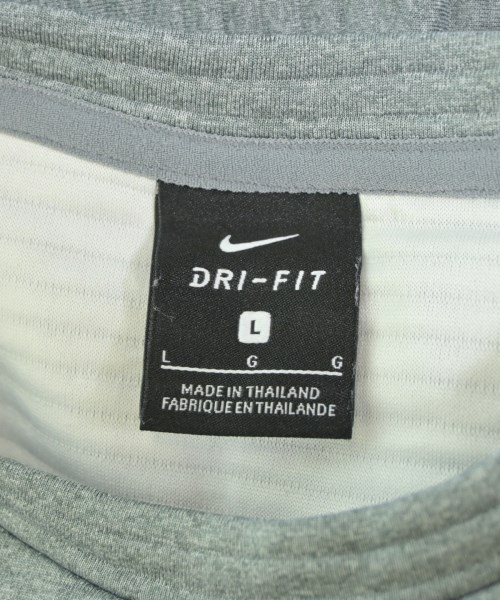 DRI-FIT
L
L G G
MADE IN THAILAND
FABRIQUE EN THAILANDE